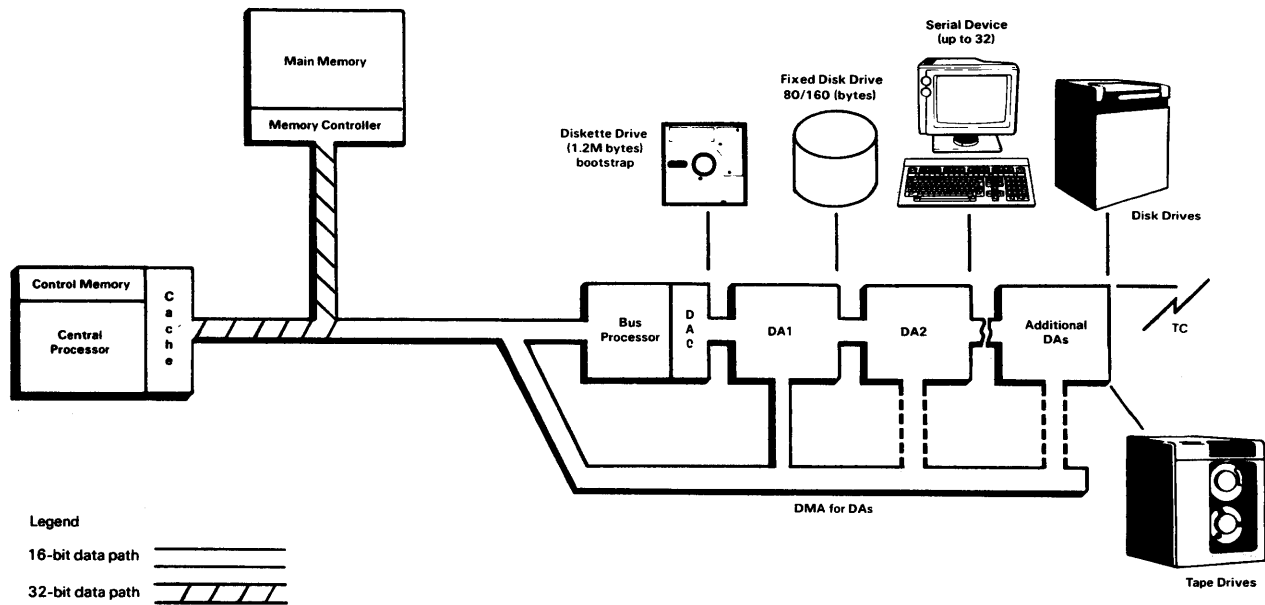 Main Memory
Memory Controller
Serial Device
(up to 32)
Fixed Disk Drive
80/160 (bytes)
Diskette Drive
(1.2M bytes)
bootstrap
Disk Drives
Control Memory
Central
Processor
Cache
Bus
Processor
DAC
DA1
DA2
Additional
DAs
TC
DMA for DAs
Tape Drives
Legend
16-bit data path
32-bit data path